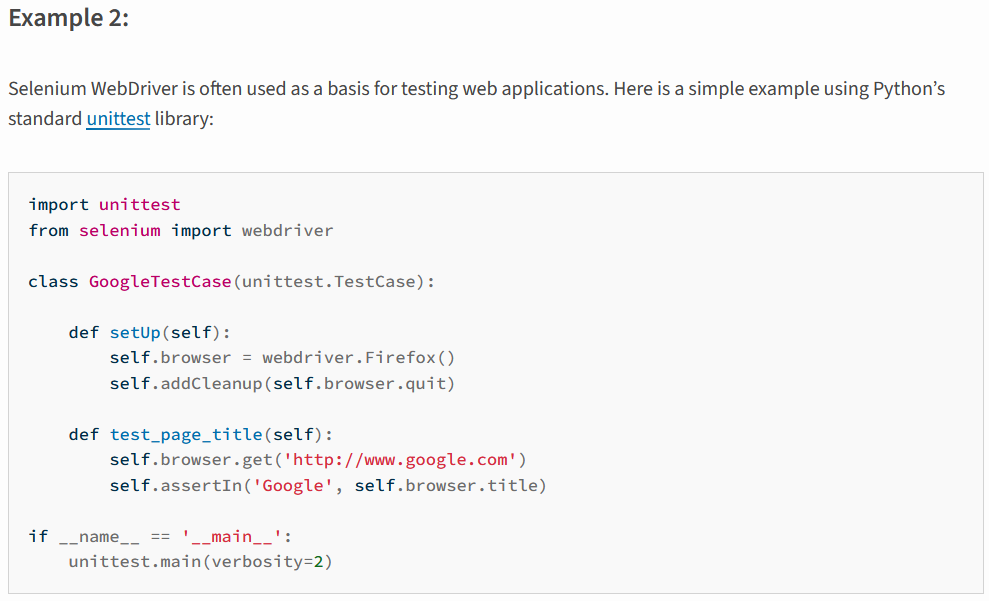 Example 2:
Selenium WebDriver is often used as a basis for testing web applications. Here is a simple example using Python’s
standard unittest library:
import unittest
from selenium import webdriver
class GoogleTestCase(unittest.TestCase):
    def setUp(self):
        self.browser = webdriver.Firefox()
        self.addCleanup(self.browser.quit)
    def test_page_title(self):
        self.browser.get('http://www.google.com')
        self.assertIn('Google', self.browser.title)
if __name__ == '__main__':
    unittest.main(verbosity=2)